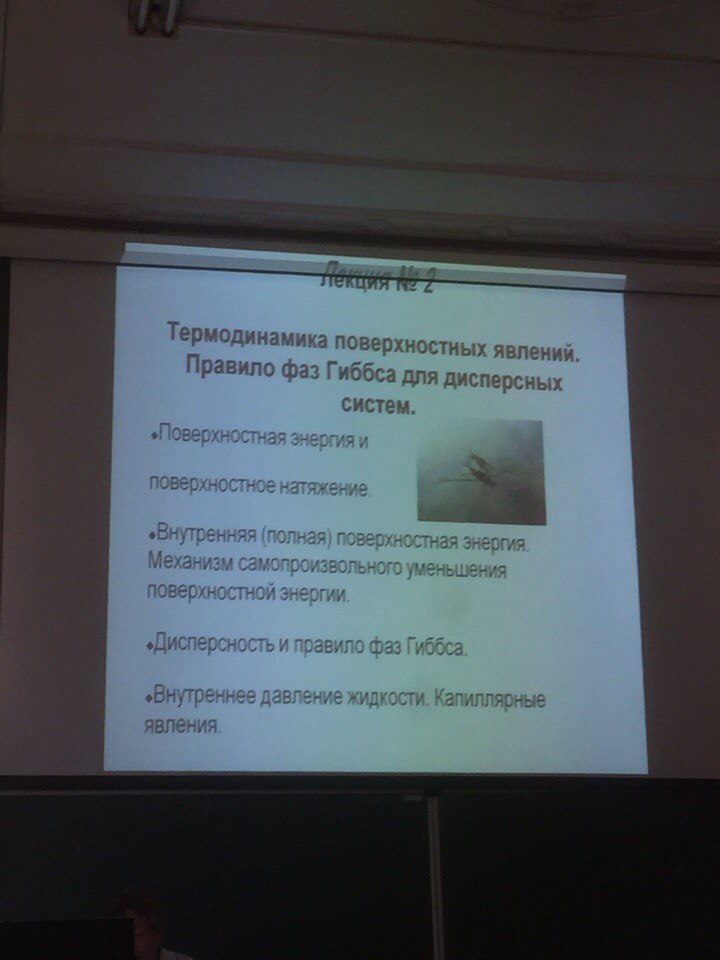 Лекция № 2
Термодинамика поверхностных явлений.
Правило фаз Гиббса для дисперсных
систем.
Поверхностная энергия и
поверхностное натяжение.
Внутренняя (полная) поверхностная энергия.
Механизм самопроизвольного уменьшения
поверхностной энергии.
Дисперсность и правило фаз Гиббса.
Внутреннее давление жидкости. Капиллярные
явления.